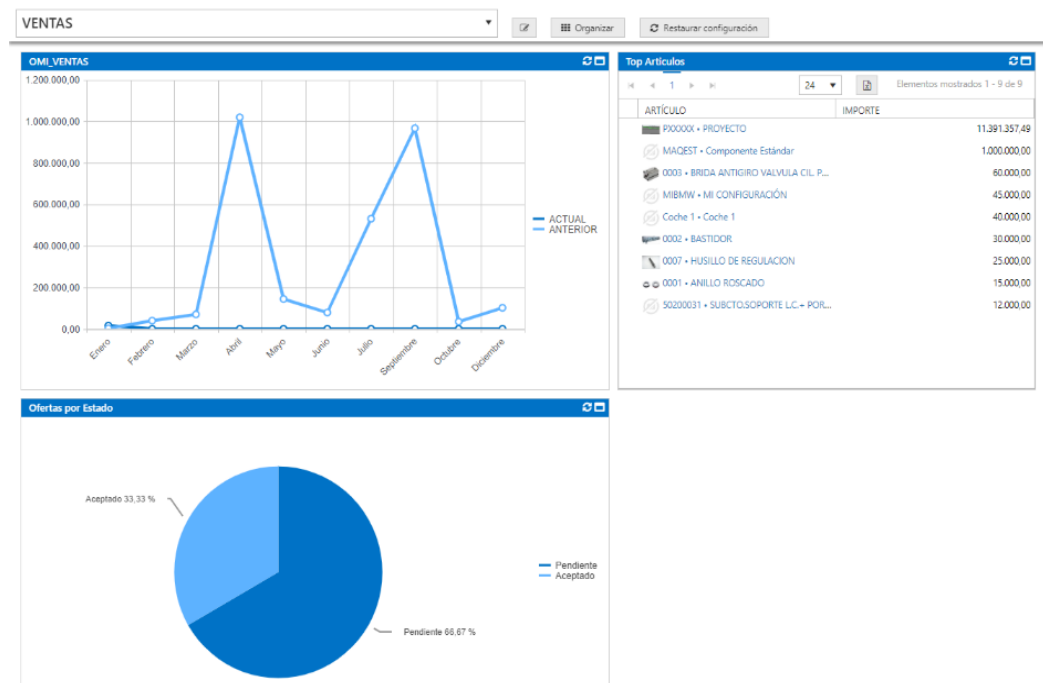 VENTAS
Organizar
Restaurar configuración
OMI_VENTAS
1.200.000,00
1.000.000,00
800.000,00
600.000,00
400.000,00
200.000,00
0,00
Enero
Febrero
Marzo
Abril
Mayo
Junio
Julio
Septiembre
Octubre
Diciembre
ACTUAL
ANTERIOR
Top Artículos
1
24
Elementos mostrados 1 - 9 de 9
ARTÍCULO IMPORTE
PXXXXX • PROYECTO 11.391.357,49
MAQEST • Componente Estándar 1.000.000,00
0003 • BRIDA ANTIGIRO VALVULA CIL. P... 60.000,00
MIBMW • MI CONFIGURACIÓN 45.000,00
Coche 1 • Coche 1 40.000,00
0002 • BASTIDOR 30.000,00
0007 • HUSILLO DE REGULACION 25.000,00
0001 • ANILLO ROSCADO 15.000,00
50200031 • SUBCTO.SOPORTE L.C.+ POR... 12.000,00
Ofertas por Estado
Aceptado 33,33 %
Pendiente 66,67 %
Pendiente
Aceptado